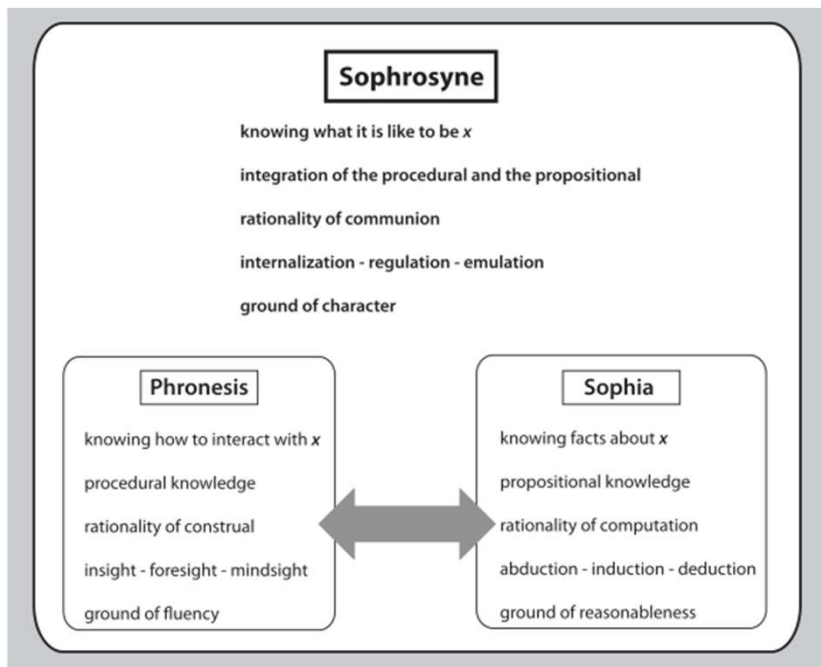 Sophrosyne
knowing what it is like to be x
integration of the procedural and the propositional
rationality of communion
internalization - regulation - emulation
ground of character
Phronesis
knowing how to interact with x
procedural knowledge
rationality of construal
insight - foresight - mindsight
ground of fluency
Sophia
knowing facts about x
propositional knowledge
rationality of computation
abduction - induction - deduction
ground of reasonableness